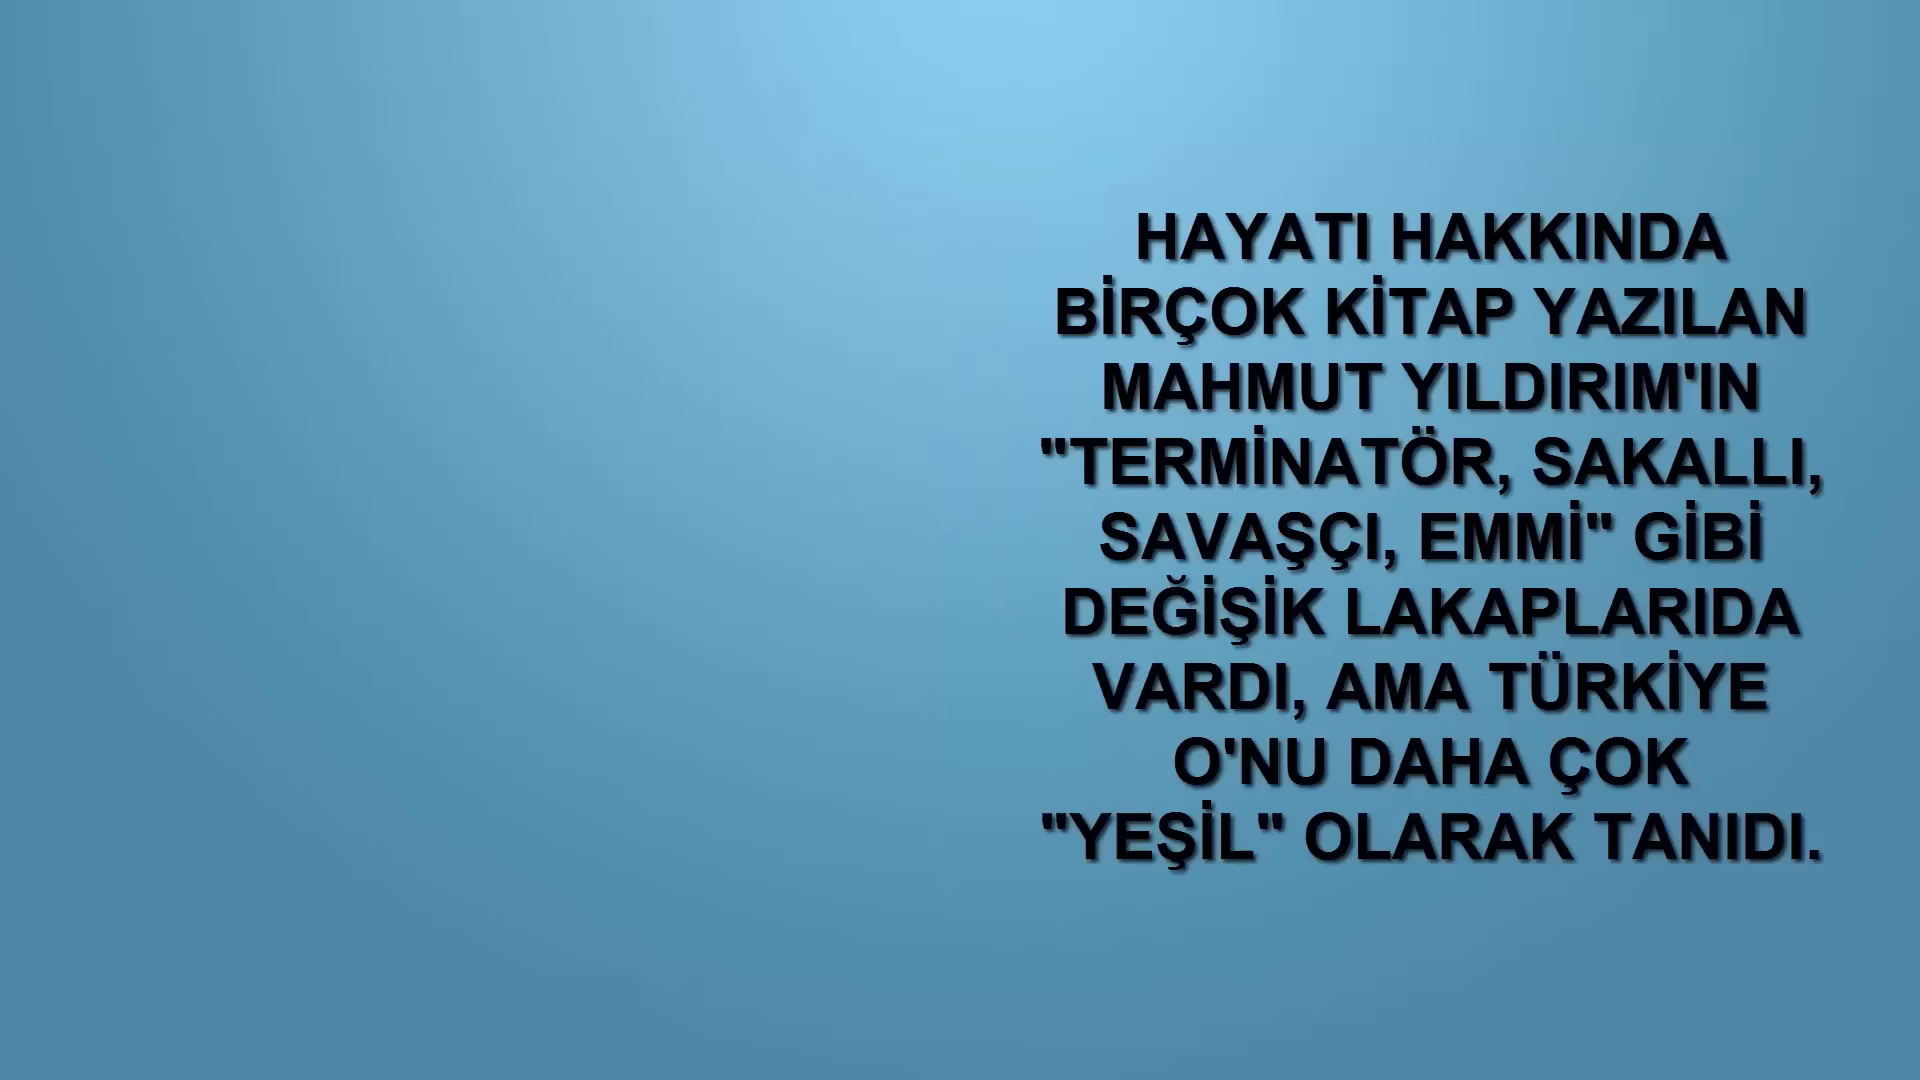 HAYATI HAKKINDA
BİRÇOK KİTAP YAZILAN
MAHMUT YILDIRIM'IN
"TERMİNATÖR, SAKALLI,
SAVAŞÇI, EMMİ" GİBİ
DEĞİŞİK LAKAPLARIDA
VARDI, AMA TÜRKİYE
O'NU DAHA ÇOK
"YEŞİL" OLARAK TANIDI.